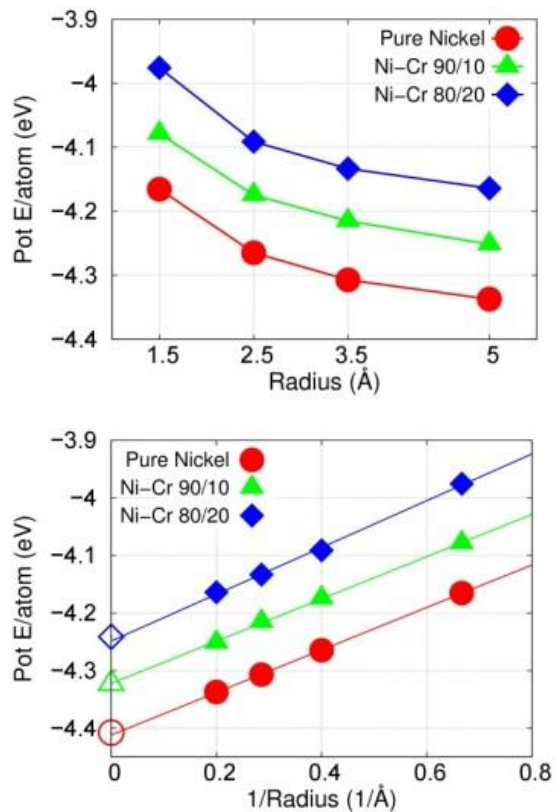 Pot E/atom (eV)
-3.9
-4
-4.1
-4.2
-4.3
-4.4
Pure Nickel
Ni-Cr 90/10
Ni-Cr 80/20
1.5 2.5 3.5 5
Radius (Å)
Pot E/atom (eV)
-3.9
-4
-4.1
-4.2
-4.3
-4.4
Pure Nickel
Ni-Cr 90/10
Ni-Cr 80/20
0 0.2 0.4 0.6 0.8
1/Radius (1/Å)